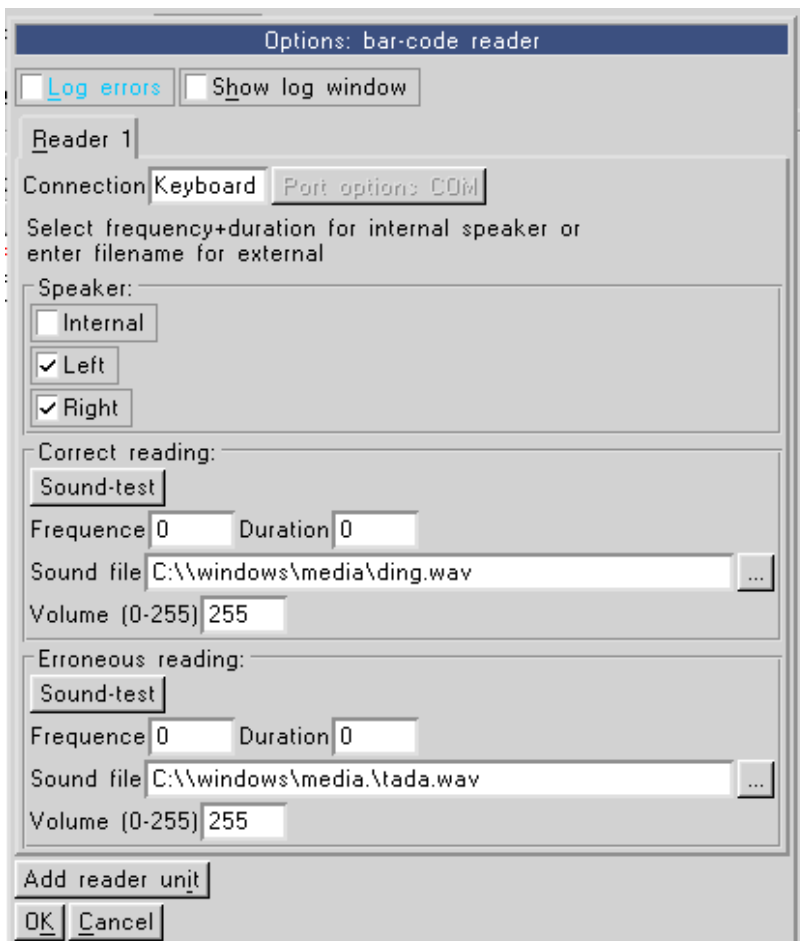 Options: bar-code reader
Log errors Show log window
Reader 1
Connection Keyboard Port options COM
Select frequency+duration for internal speaker or
enter filename for external
Speaker:
Internal
Left
Right
Correct reading:
Sound-test
Frequence 0 Duration 0
Sound file C:\\windows\media\ding.wav ...
Volume (0-255) 255
Erroneous reading:
Sound-test
Frequence 0 Duration 0
Sound file C:\\windows\media.\tada.wav ...
Volume (0-255) 255
Add reader unit
OK Cancel